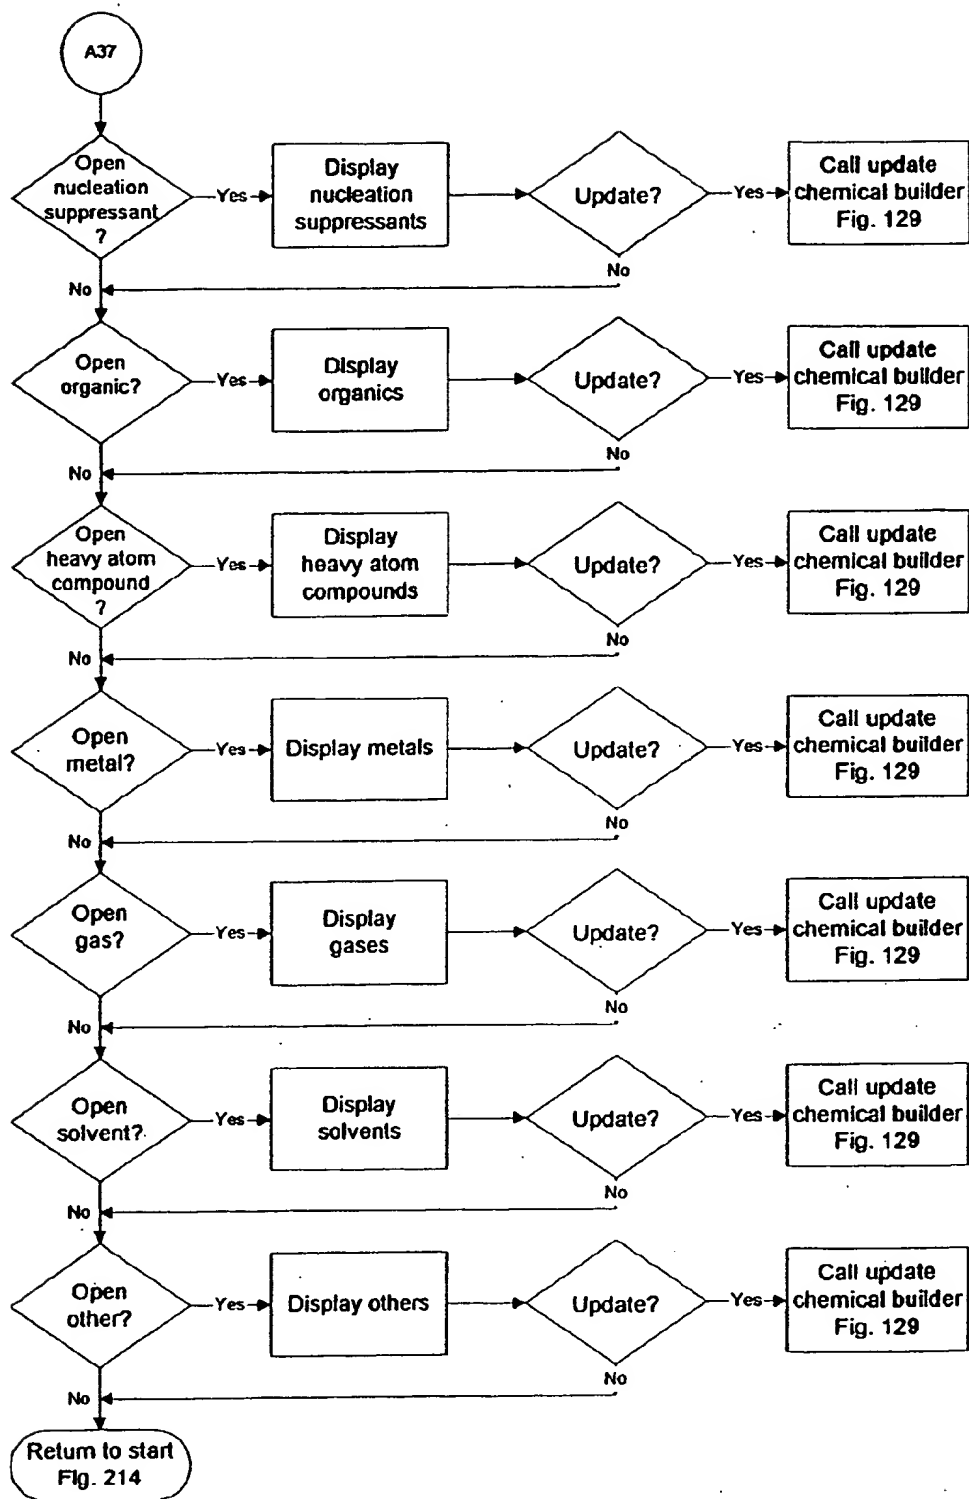 A37
Open
nucleation
suppressant
?
Yes
Display
nucleation
suppressants
Update?
Yes
Call update
chemical builder
Fig. 129
No
No
Open
organic?
Yes
Display
organics
Update?
Yes
Call update
chemical builder
Fig. 129
No
No
Open
heavy atom
compound
?
Yes
Display
heavy atom
compounds
Update?
Yes
Call update
chemical builder
Fig. 129
No
No
Open
metal?
Yes
Display metals
Update?
Yes
Call update
chemical builder
Fig. 129
No
No
Open
gas?
Yes
Display
gases
Update?
Yes
Call update
chemical builder
Fig. 129
No
No
Open
solvent?
Yes
Display
solvents
Update?
Yes
Call update
chemical builder
Fig. 129
No
No
Open
other?
Yes
Display others
Update?
Yes
Call update
chemical builder
Fig. 129
No
No
Return to start
Fig. 214